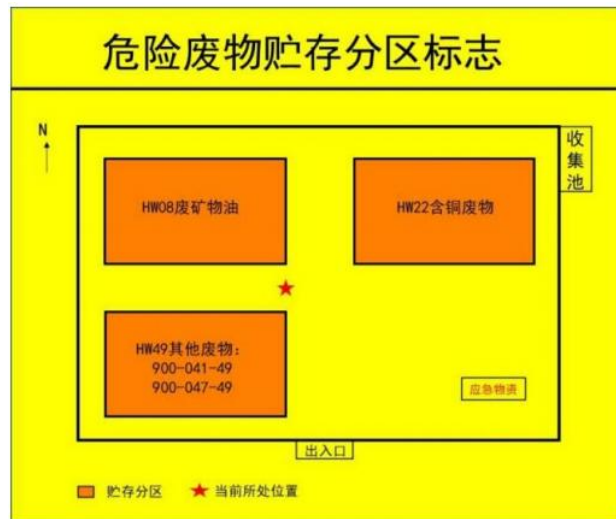 危险废物贮存分区标志
N
收集池
HW08废矿物油
HW22含铜废物
HW49其他废物：
900-041-49
900-047-49
应急物资
出入口
贮存分区
当前所处位置